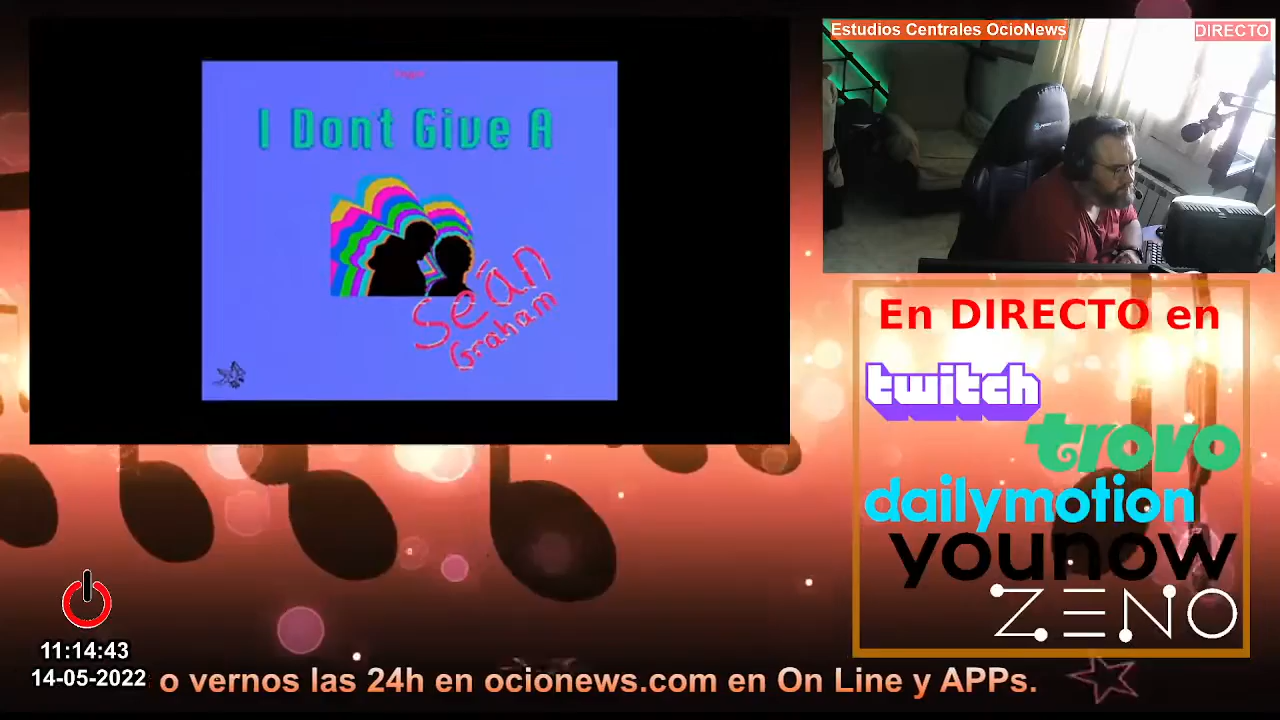 I Dont Give A
Seán
Graham
Estudios Centrales OcioNews
DIRECTO
En DIRECTO en
twitch
trovo
dailymotion
younow
ZENO
11:14:43
14-05-2022
o vernos las 24h en ocionews.com en On Line y APPs.